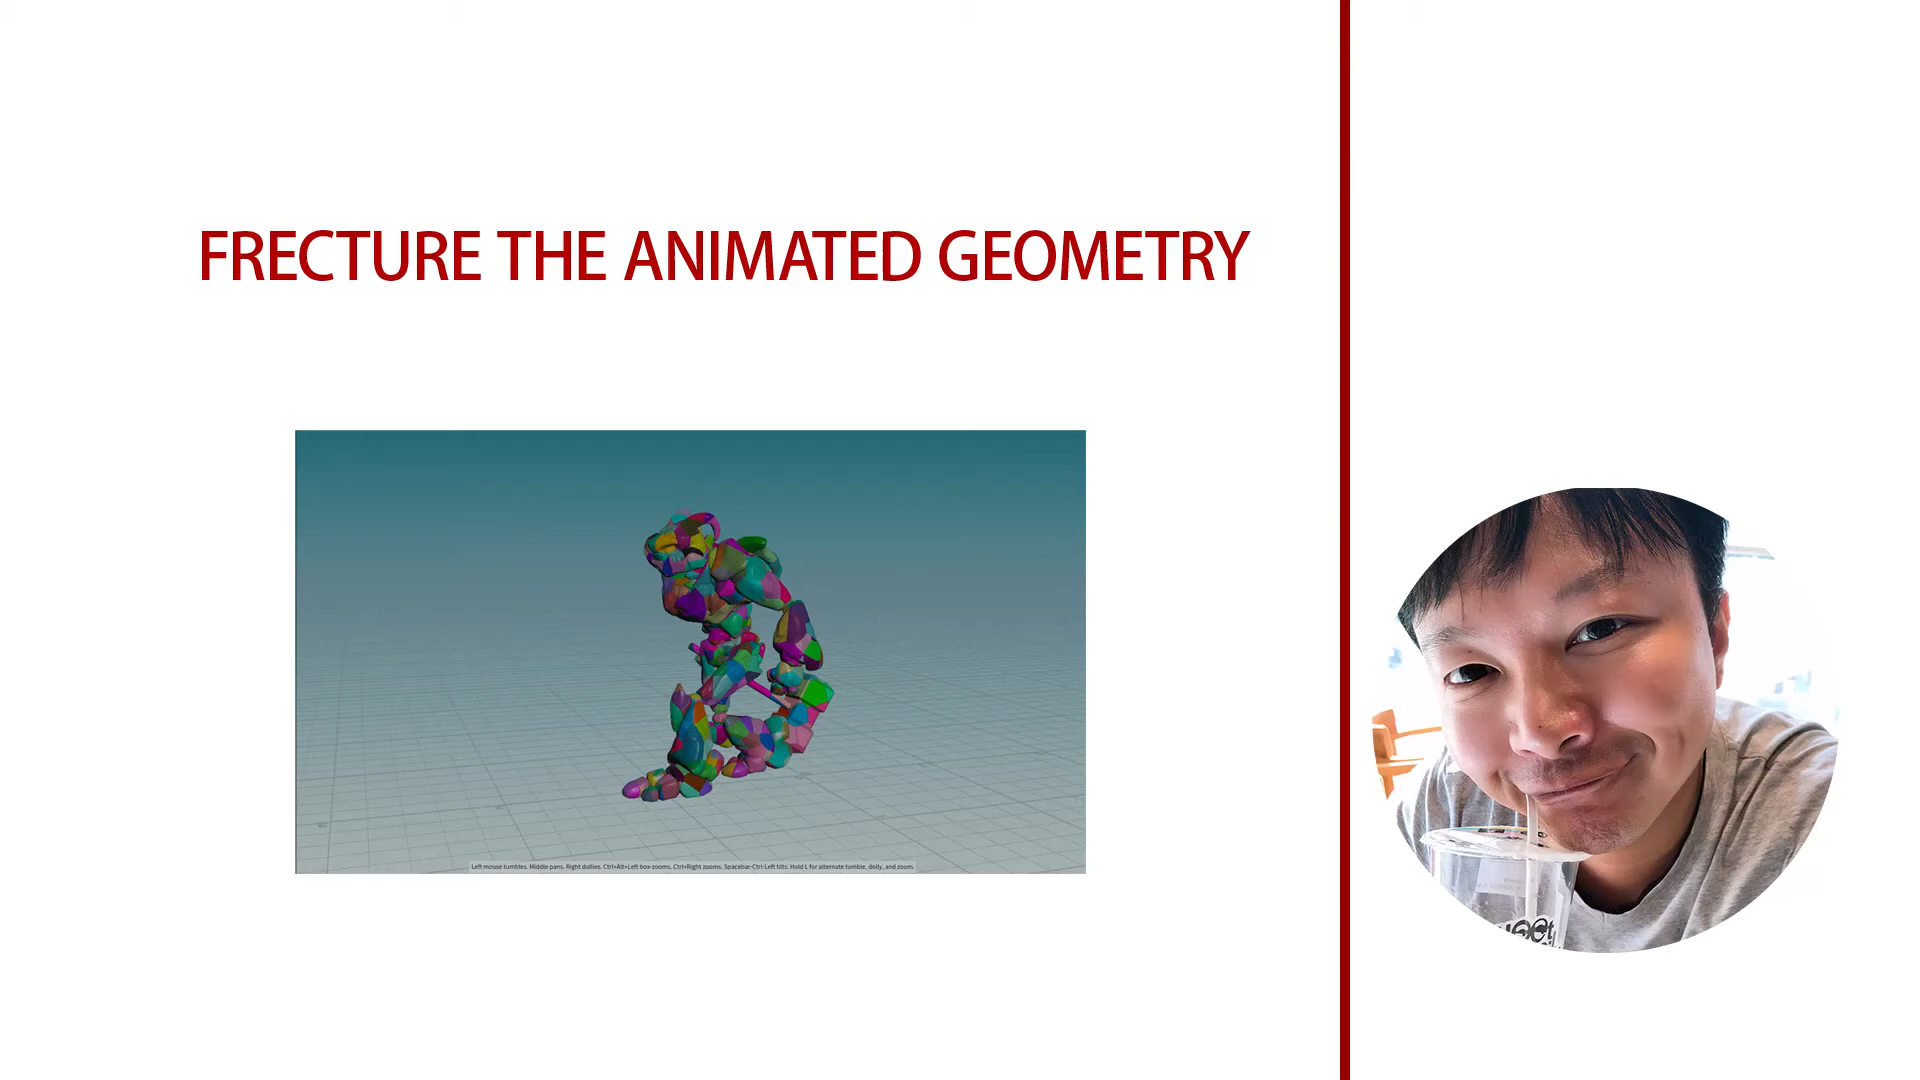 FRECTURE THE ANIMATED GEOMETRY
Left mouse tumbles. Middle pans. Right dollies. Ctrl+Alt+Left box-zooms. Ctrl+Right zooms. Spacebar-Ctrl-Left tilts. Hold L for alternate tumble, dolly, and zoom.